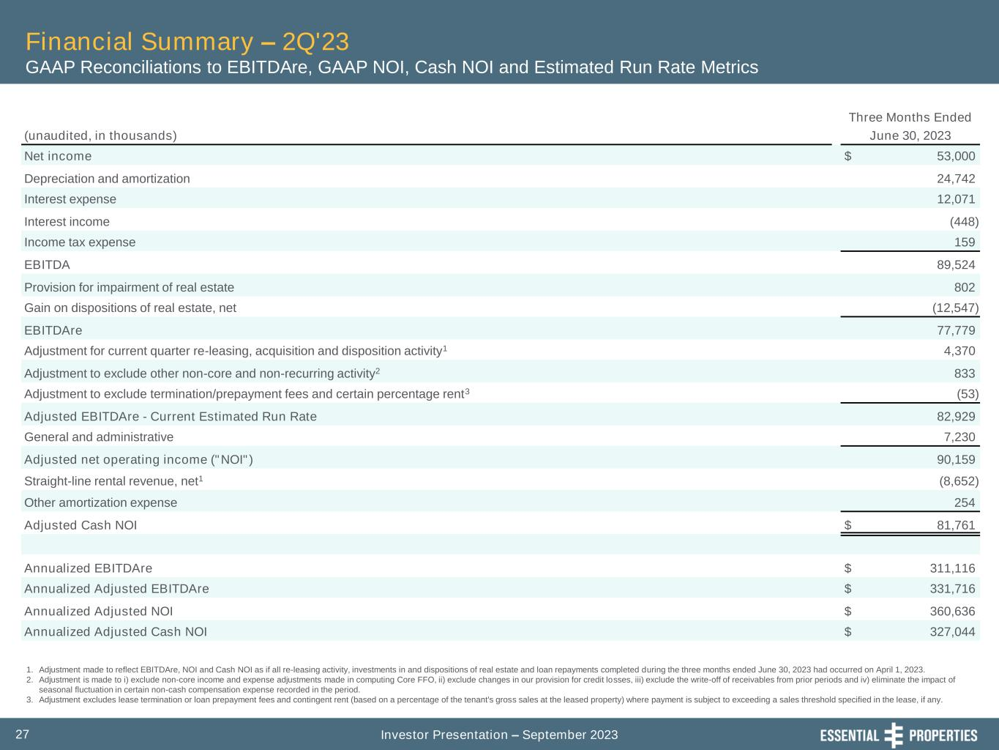 Financial Summary – 2Q'23
GAAP Reconciliations to EBITDAre, GAAP NOI, Cash NOI and Estimated Run Rate Metrics
Three Months Ended
(unaudited, in thousands) June 30, 2023
Net income $ 53,000
Depreciation and amortization 24,742
Interest expense 12,071
Interest income (448)
Income tax expense 159
EBITDA 89,524
Provision for impairment of real estate 802
Gain on dispositions of real estate, net (12,547)
EBITDAre 77,779
Adjustment for current quarter re-leasing, acquisition and disposition activity¹ 4,370
Adjustment to exclude other non-core and non-recurring activity² 833
Adjustment to exclude termination/prepayment fees and certain percentage rent³ (53)
Adjusted EBITDAre - Current Estimated Run Rate 82,929
General and administrative 7,230
Adjusted net operating income ("NOI") 90,159
Straight-line rental revenue, net¹ (8,652)
Other amortization expense 254
Adjusted Cash NOI $ 81,761
Annualized EBITDAre $ 311,116
Annualized Adjusted EBITDAre $ 331,716
Annualized Adjusted NOI $ 360,636
Annualized Adjusted Cash NOI $ 327,044
1. Adjustment made to reflect EBITDAre, NOI and Cash NOI as if all re-leasing activity, investments in and dispositions of real estate and loan repayments completed during the three months ended June 30, 2023 had occurred on April 1, 2023.
2. Adjustment is made to i) exclude non-core income and expense adjustments made in computing Core FFO, ii) exclude changes in our provision for credit losses, iii) exclude the write-off of receivables from prior periods and iv) eliminate the impact of
seasonal fluctuation in certain non-cash compensation expense recorded in the period.
3. Adjustment excludes lease termination or loan prepayment fees and contingent rent (based on a percentage of the tenant's gross sales at the leased property) where payment is subject to exceeding a sales threshold specified in the lease, if any.
27 Investor Presentation – September 2023 ESSENTIAL PROPERTIES